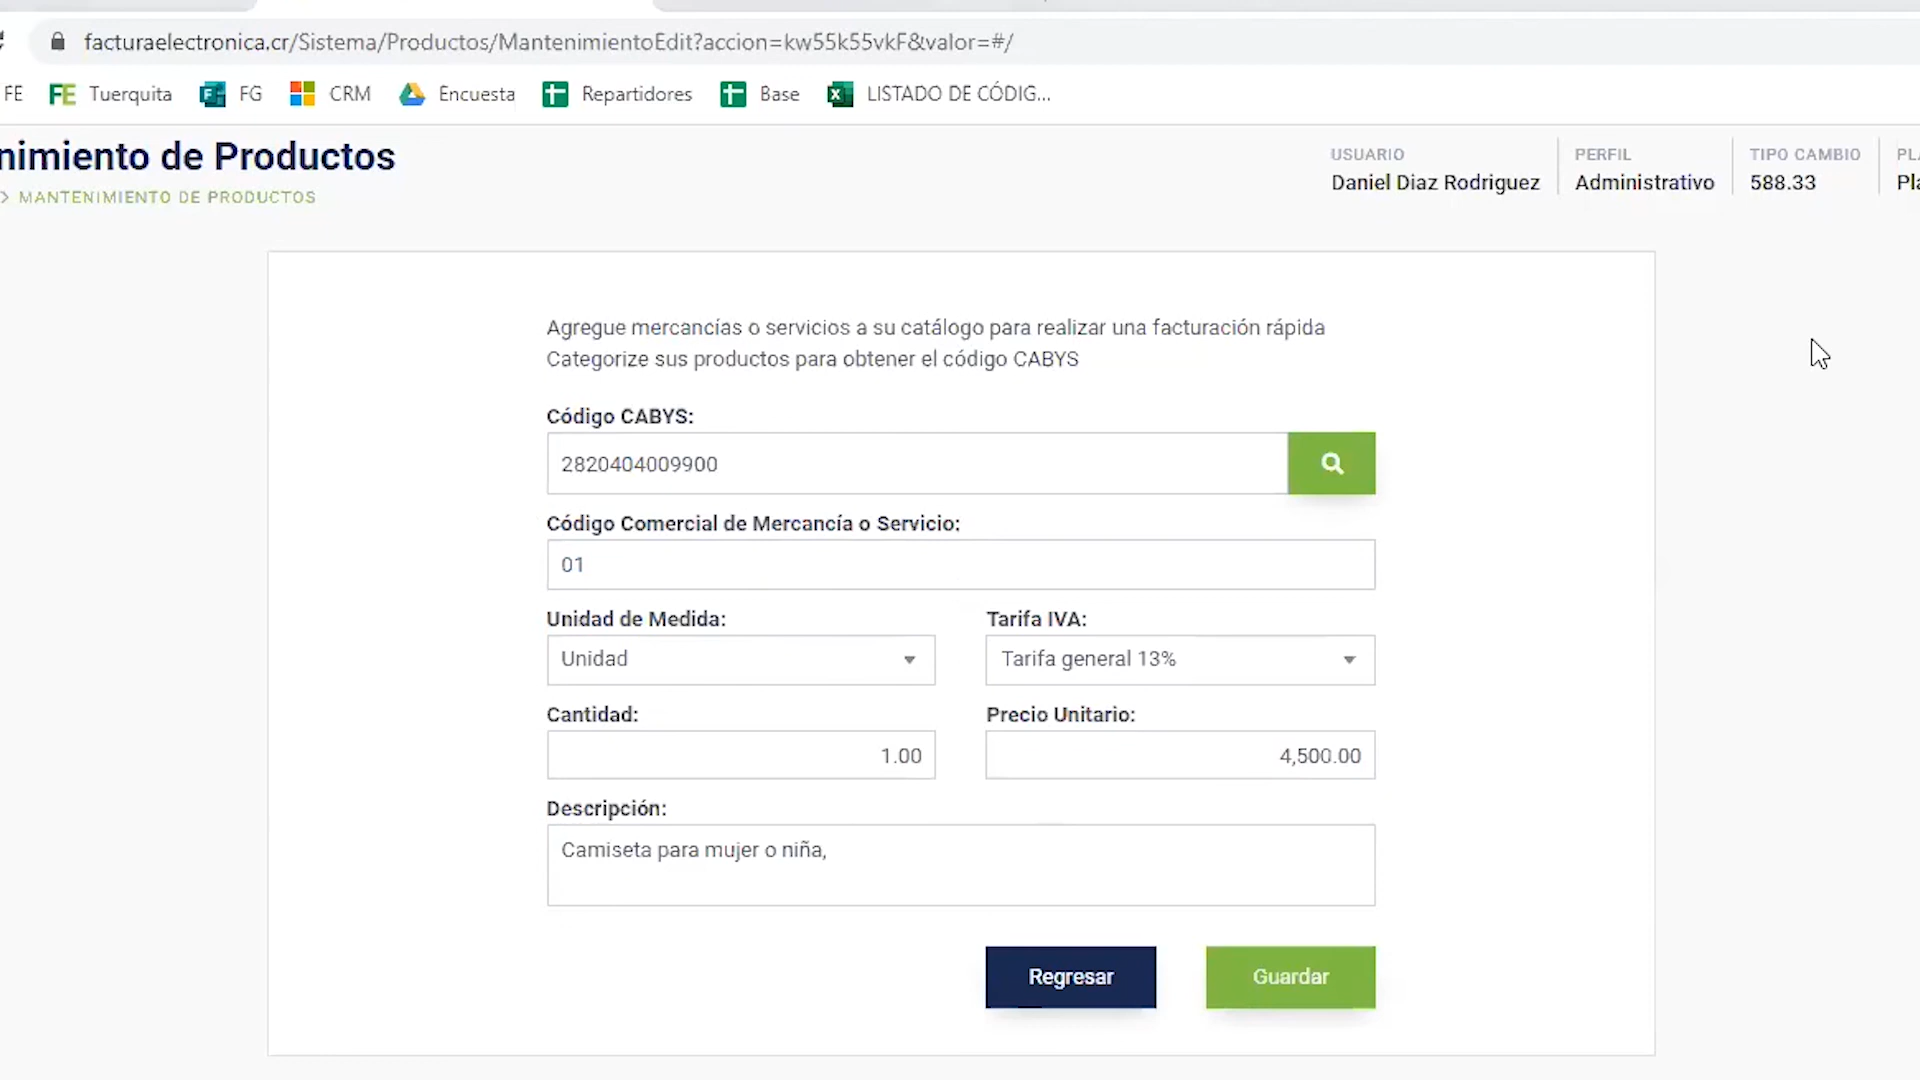 facturaelectronica.cr/Sistema/Productos/MantenimientoEdit?accion=kw55k55vkF&valor=#/
FE FE Tuerquita FG CRM Encuesta Repartidores Base LISTADO DE CÓDIG...
nimiento de Productos
> MANTENIMIENTO DE PRODUCTOS
USUARIO PERFIL TIPO CAMBIO PLA
Daniel Diaz Rodriguez Administrativo 588.33 Pla
Agregue mercancías o servicios a su catálogo para realizar una facturación rápida
Categorize sus productos para obtener el código CABYS
Código CABYS:
2820404009900
Código Comercial de Mercancía o Servicio:
01
Unidad de Medida: Tarifa IVA:
Unidad Tarifa general 13%
Cantidad: Precio Unitario:
1.00 4,500.00
Descripción:
Camiseta para mujer o niña,
Regresar Guardar